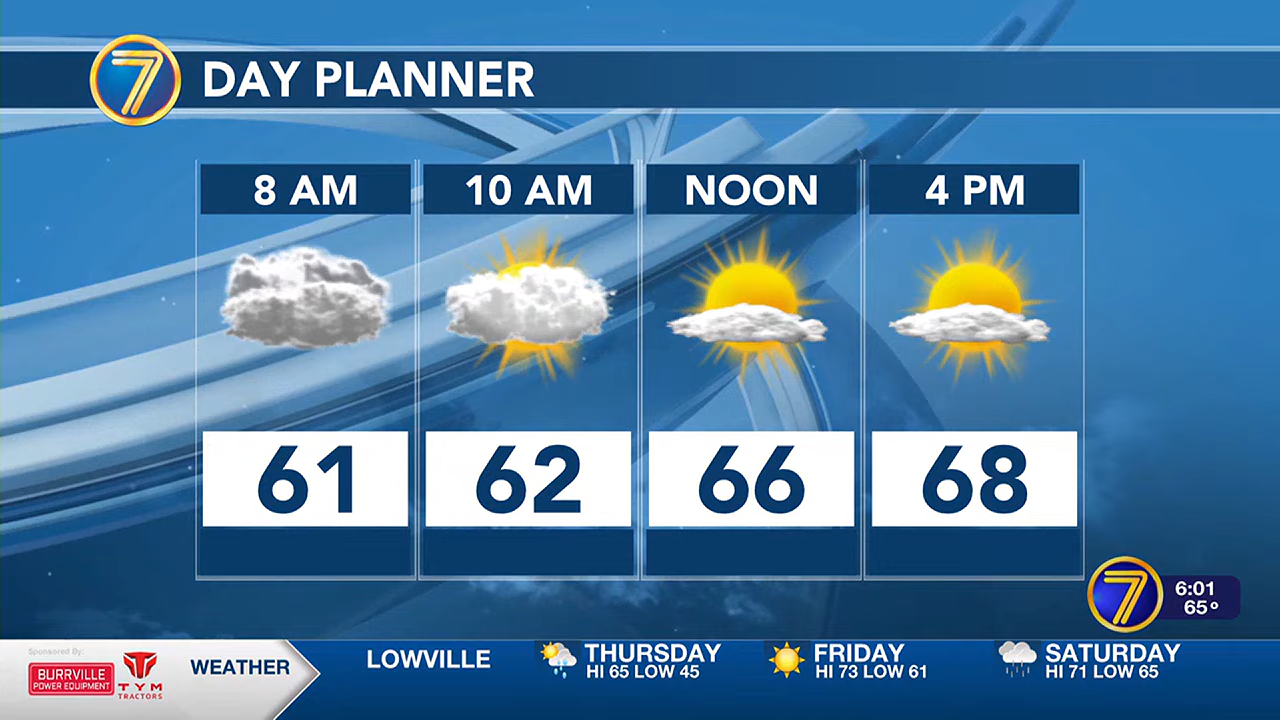 7 DAY PLANNER
8 AM
10 AM
NOON
4 PM
61
62
66
68
7
6:01
65°
Sponsored By:
BURRVILLE
POWER EQUIPMENT
TYM
TRACTORS
WEATHER
LOWVILLE
THURSDAY
HI 65 LOW 45
FRIDAY
HI 73 LOW 61
SATURDAY
HI 71 LOW 65